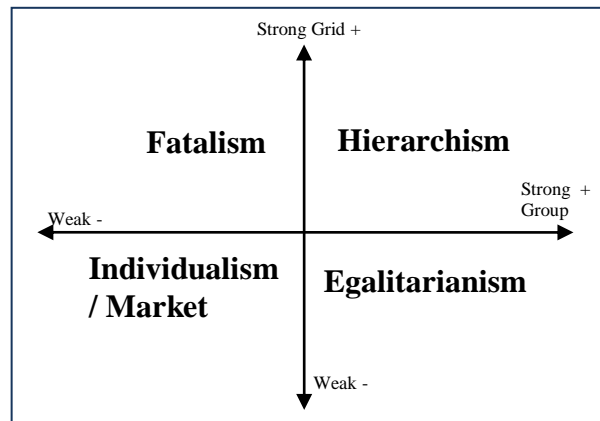 Strong Grid +
Fatalism
Hierarchism
Strong +
Group
Weak -
Individualism
/ Market
Egalitarianism
Weak -